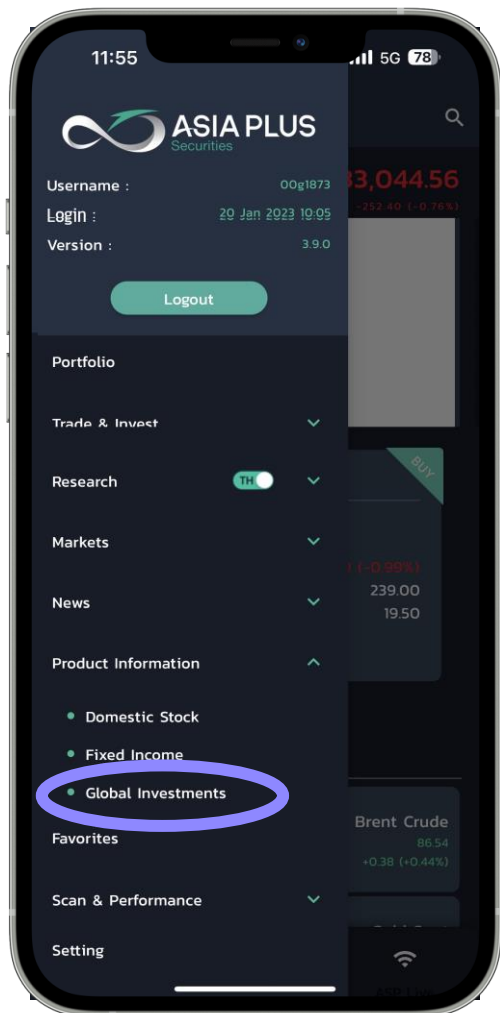 11:55
5G 78
ASIA PLUS
Securities
Username : 00g1873
Login : 20 Jan 2023 10:05
Version : 3.9.0
Logout
33,044.56
-252.40 (-0.76%)
Portfolio
Trade & Invest
BUY
Research TH
Markets
(-0.99%)
News
239.00
19.50
Product Information
Domestic Stock
Fixed Income
Global Investments
Favorites
Brent Crude
86.54
+0.38 (+0.44%)
Scan & Performance
Setting